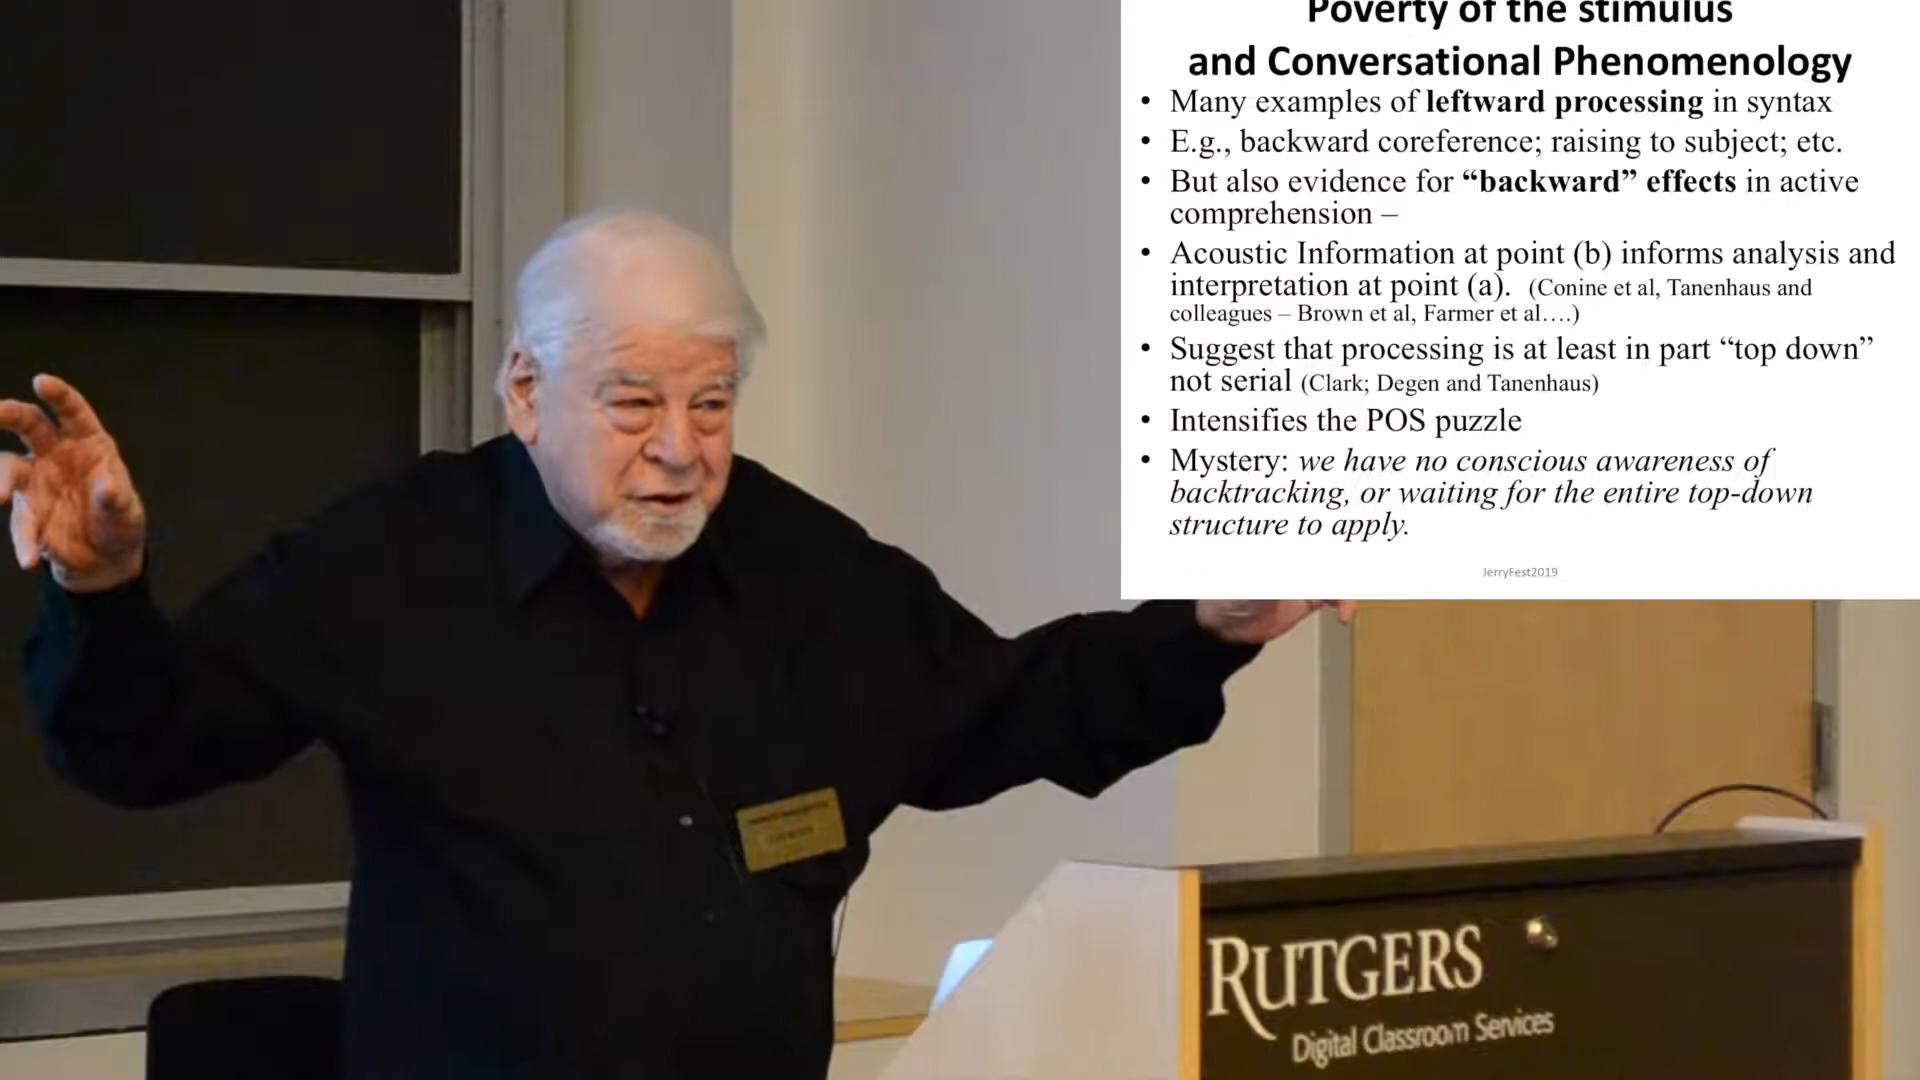 Poverty of the stimulus
and Conversational Phenomenology
• Many examples of leftward processing in syntax
• E.g., backward coreference; raising to subject; etc.
• But also evidence for “backward” effects in active
comprehension –
• Acoustic Information at point (b) informs analysis and
interpretation at point (a). (Conine et al, Tanenhaus and
colleagues – Brown et al, Farmer et al….)
• Suggest that processing is at least in part “top down”
not serial (Clark; Degen and Tanenhaus)
• Intensifies the POS puzzle
• Mystery: we have no conscious awareness of
backtracking, or waiting for the entire top-down
structure to apply.
JerryFest2019
RUTGERS
Digital Classroom Services